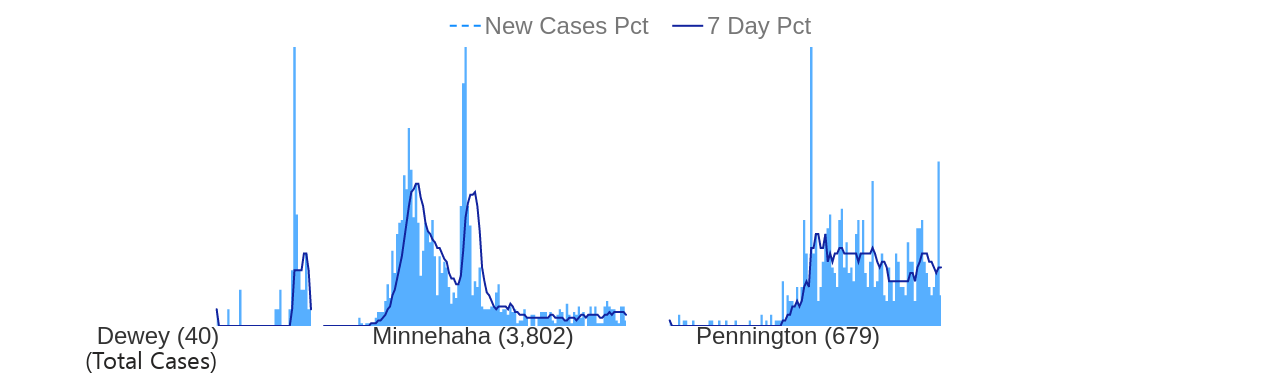 New Cases Pct 7 Day Pct
Dewey (40) Minnehaha (3,802) Pennington (679)
(Total Cases)